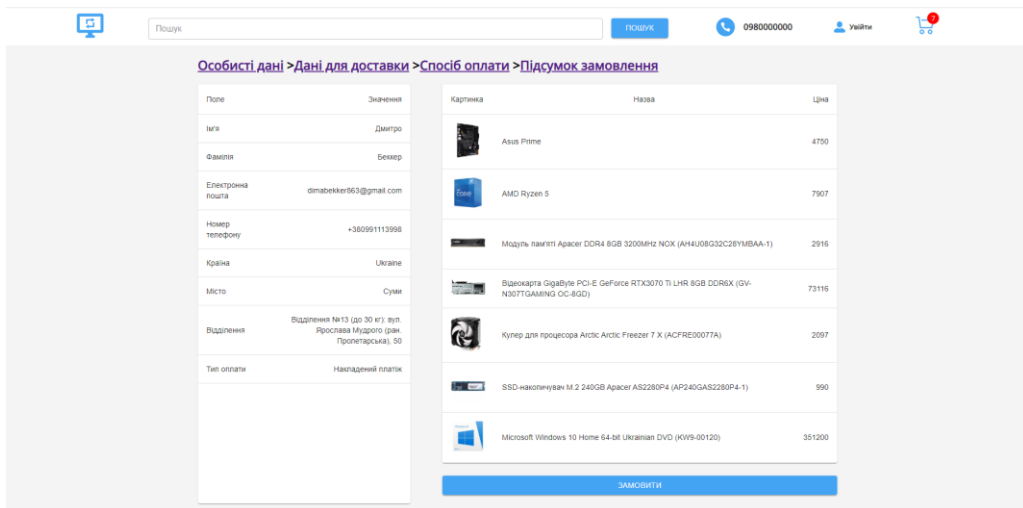 Пошук
ПОШУК
0980000000
Увійти
7
Особисті дані >Дані для доставки >Спосіб оплати >Підсумок замовлення
Поле Значення
Ім'я Дмитро
Фамілія Беккер
Електронна
пошта
dimabekker863@gmail.com
Номер
телефону
+380991113998
Країна Ukraine
Місто Суми
Відділення
Відділення №13 (до 30 кг): вул.
Ярослава Мудрого (ран.
Пролетарська), 50
Тип оплати Накладений платіж
Картинка Назва Ціна
Asus Prime 4750
AMD Ryzen 5 7907
Модуль пам'яті Apacer DDR4 8GB 3200MHz NOX (AH4U08G32C28YMBAA-1) 2916
Відеокарта GigaByte PCI-E GeForce RTX3070 Ti LHR 8GB DDR6X (GV-
N307TGAMING OC-8GD)
73116
Купер для процесора Arctic Arctic Freezer 7 X (ACFRE00077A) 2097
SSD-накопичувач M.2 240GB Apacer AS2280P4 (AP240GAS2280P4-1) 990
Microsoft Windows 10 Home 64-bit Ukrainian DVD (KW9-00120) 351200
ЗАМОВИТИ